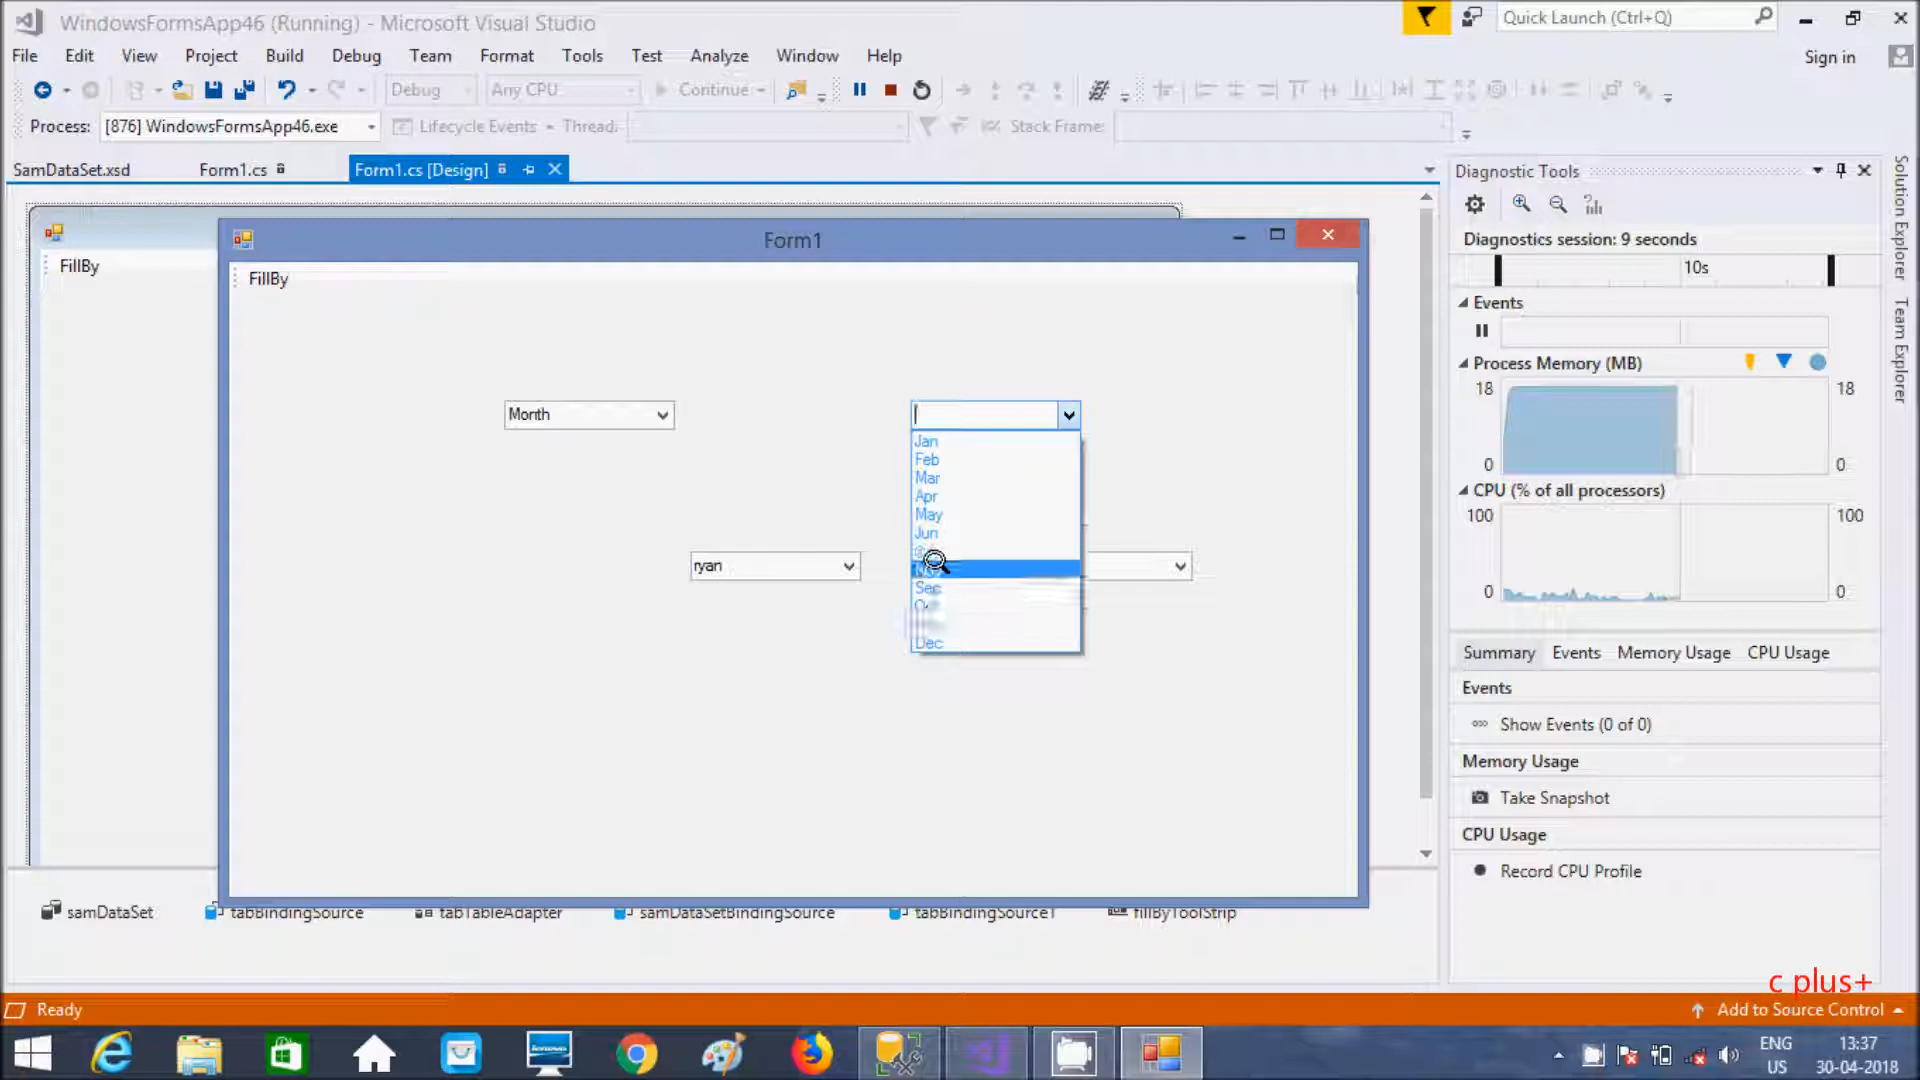 WindowsFormsApp46 (Running) - Microsoft Visual Studio
Quick Launch (Ctrl+Q)
File Edit View Project Build Debug Team Format Tools Test Analyze Window Help
Sign in
Debug Any CPU Continue
Process: [876] WindowsFormsApp46.exe Lifecycle Events Thread: Stack Frame:
SamDataSet.xsd Form1.cs Form1.cs [Design]
FillBy
Form1
FillBy
Month
Jan
Feb
Mar
Apr
May
Jun
Sec
Dec
ryan
samDataSet tabBindingSource tabTableAdapter samDataSetBindingSource tabBindingSource1 fillByToolStrip
Diagnostic Tools
Diagnostics session: 9 seconds
10s
Events
Process Memory (MB)
18 18
0 0
CPU (% of all processors)
100 100
0 0
Summary Events Memory Usage CPU Usage
Events
Show Events (0 of 0)
Memory Usage
Take Snapshot
CPU Usage
Record CPU Profile
Solution Explorer
Team Explorer
c plus+
Ready
Add to Source Control
lenovo
ENG
US
13:37
30-04-2018